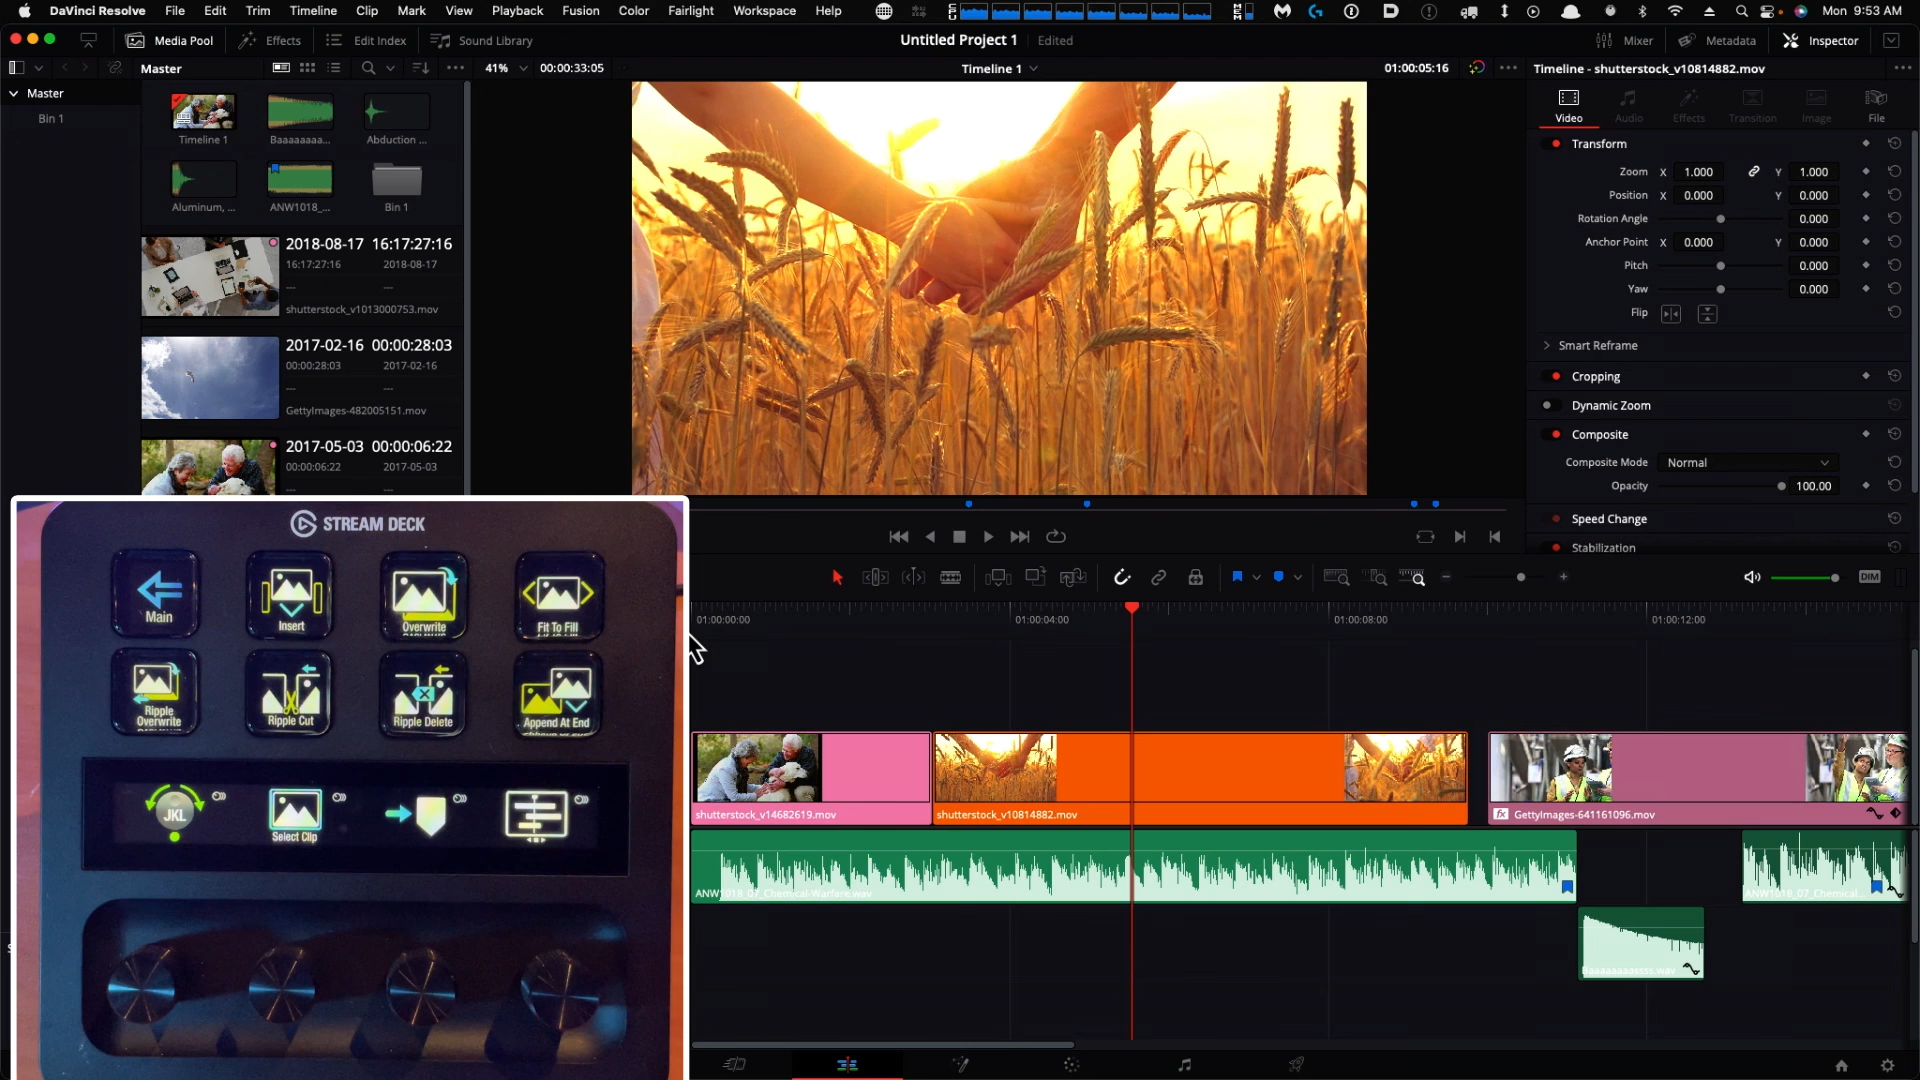 DaVinci Resolve File Edit Trim Timeline Clip Mark View Playback Fusion Color Fairlight Workspace Help
CPU
MEM
Mon 9:53 AM
Media Pool Effects Edit Index Sound Library
Untitled Project 1 Edited
Mixer Metadata Inspector
Master
41% 00:00:33:05
Timeline 1
01:00:05:16
Timeline - shutterstock_v10814882.mov
Master
Bin 1
Timeline 1 Baaaaaaaa... Abduction ...
Aluminum, ... ANW1018_... Bin 1
2018-08-17 16:17:27:16
16:17:27:16 2018-08-17
--- ---
shutterstock_v1013000753.mov
2017-02-16 00:00:28:03
00:00:28:03 2017-02-16
--- ---
GettyImages-482005151.mov
2017-05-03 00:00:06:22
00:00:06:22 2017-05-03
--- ---
Video Audio Effects Transition Image File
Transform
Zoom X 1.000 Y 1.000
Position X 0.000 Y 0.000
Rotation Angle 0.000
Anchor Point X 0.000 Y 0.000
Pitch 0.000
Yaw 0.000
Flip
Smart Reframe
Cropping
Dynamic Zoom
Composite
Composite Mode Normal
Opacity 100.00
Speed Change
Stabilization
DIM
STREAM DECK
Main Insert Overwrite Fit To Fill
Ripple Overwrite Ripple Cut Ripple Delete Append At End
JKL Select Clip
01:00:00:00 01:00:04:00 01:00:08:00 01:00:12:00
shutterstock_v14682619.mov shutterstock_v10814882.mov fx GettyImages-641161096.mov
ANW1018_07_Chemical-Warfare.wav ANW1018_07_Chemical...
Baaaaaaaassss.wav